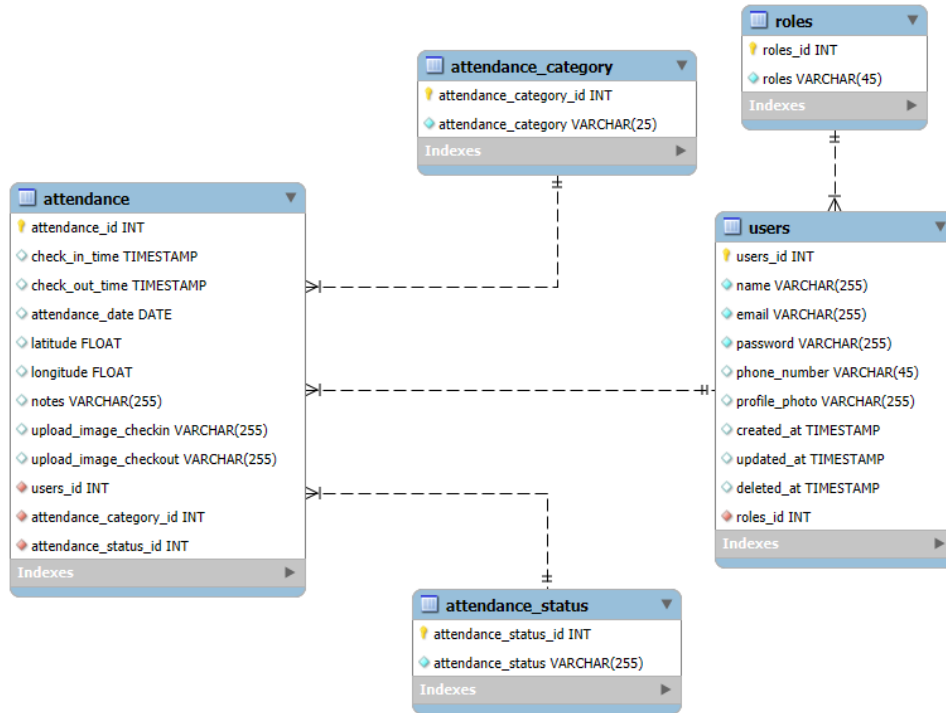 roles
roles_id INT
roles VARCHAR(45)
Indexes
attendance_category
attendance_category_id INT
attendance_category VARCHAR(25)
Indexes
attendance
attendance_id INT
check_in_time TIMESTAMP
check_out_time TIMESTAMP
attendance_date DATE
latitude FLOAT
longitude FLOAT
notes VARCHAR(255)
upload_image_checkin VARCHAR(255)
upload_image_checkout VARCHAR(255)
users_id INT
attendance_category_id INT
attendance_status_id INT
Indexes
users
users_id INT
name VARCHAR(255)
email VARCHAR(255)
password VARCHAR(255)
phone_number VARCHAR(45)
profile_photo VARCHAR(255)
created_at TIMESTAMP
updated_at TIMESTAMP
deleted_at TIMESTAMP
roles_id INT
Indexes
attendance_status
attendance_status_id INT
attendance_status VARCHAR(255)
Indexes